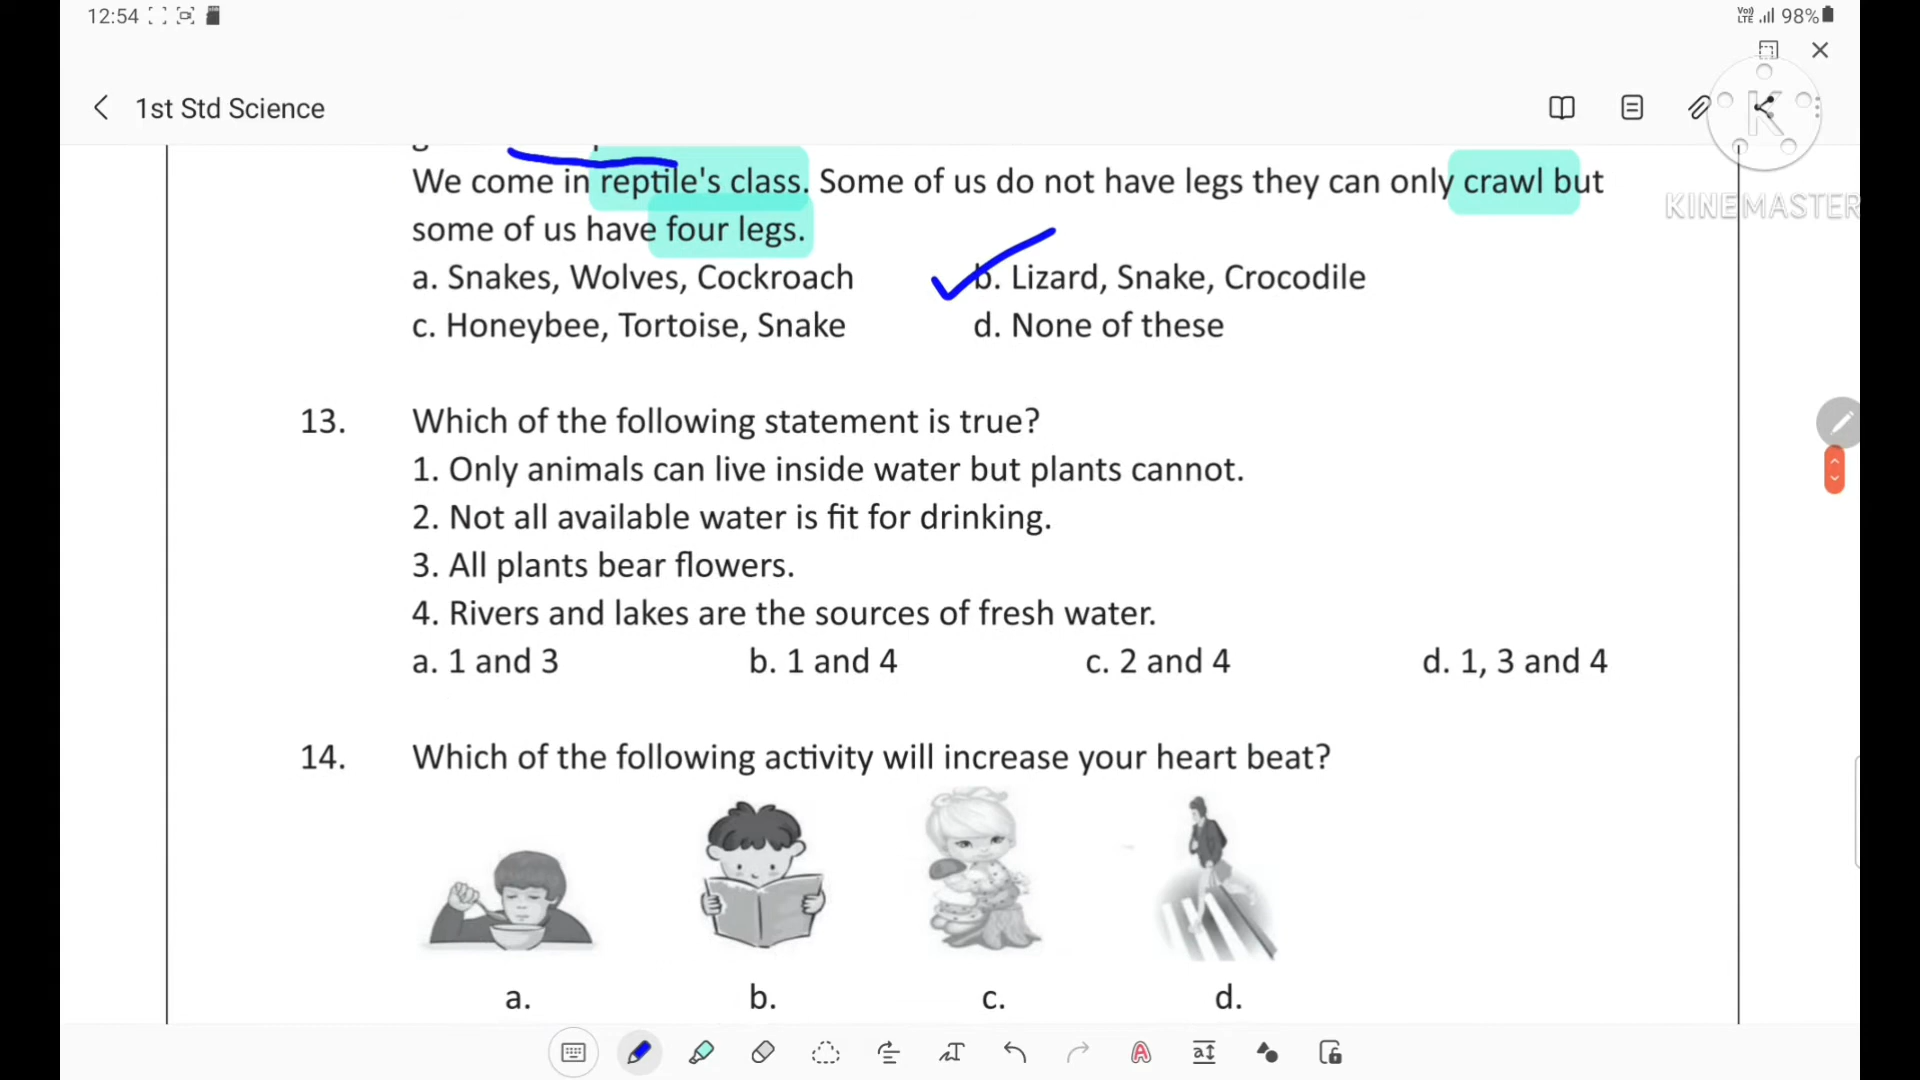 12:54
Vo)) LTE 98%
1st Std Science
K
KINEMASTER
We come in reptile's class. Some of us do not have legs they can only crawl but
some of us have four legs.
a. Snakes, Wolves, Cockroach b. Lizard, Snake, Crocodile
c. Honeybee, Tortoise, Snake d. None of these
13. Which of the following statement is true?
1. Only animals can live inside water but plants cannot.
2. Not all available water is fit for drinking.
3. All plants bear flowers.
4. Rivers and lakes are the sources of fresh water.
a. 1 and 3 b. 1 and 4 c. 2 and 4 d. 1, 3 and 4
14. Which of the following activity will increase your heart beat?
a. b. c. d.